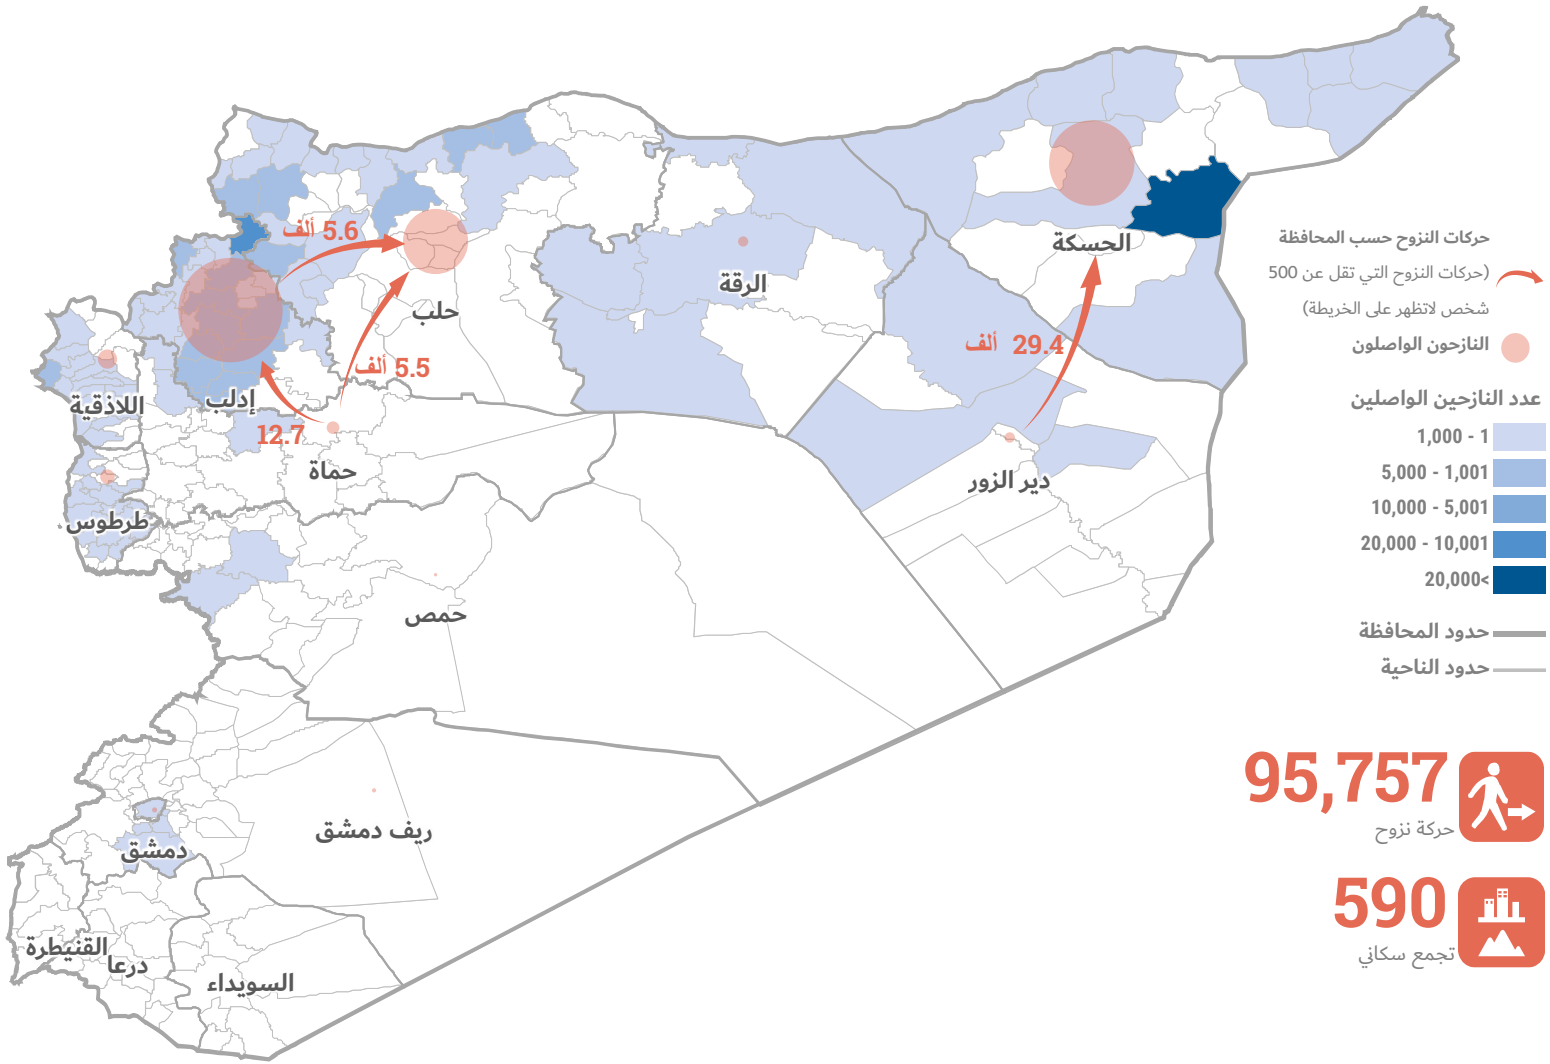 حركات النزوح حسب المحافظة
(حركات النزوح التي تقل عن 500
شخص لاتظهر على الخريطة)
النازحون الواصلون
عدد النازحين الواصلين
1,000 - 1
5,000 - 1,001
10,000 - 5,001
20,000 - 10,001
20,000<
حدود المحافظة
حدود الناحية
95,757
حركة نزوح
590
تجمع سكاني
5.6 ألف
الحسكة
الرقة
حلب
29.4 ألف
5.5 ألف
إدلب
اللاذقية
12.7
حماة
دير الزور
طرطوس
حمص
ريف دمشق
دمشق
القنيطرة
درعا
السويداء